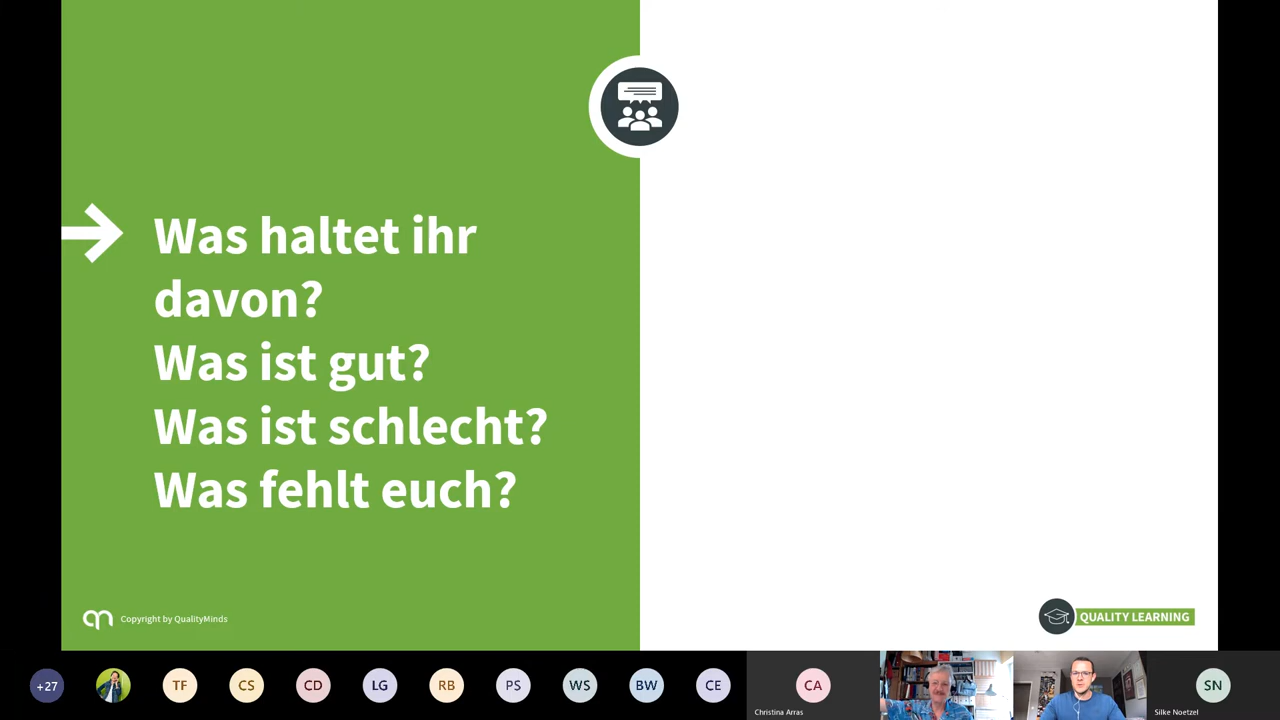 Was haltet ihr
davon?
Was ist gut?
Was ist schlecht?
Was fehlt euch?
qm Copyright by QualityMinds
QUALITY LEARNING
+27 TF CS CD LG RB PS WS BW CE CA SN
Christina Arras
Silke Noetzel